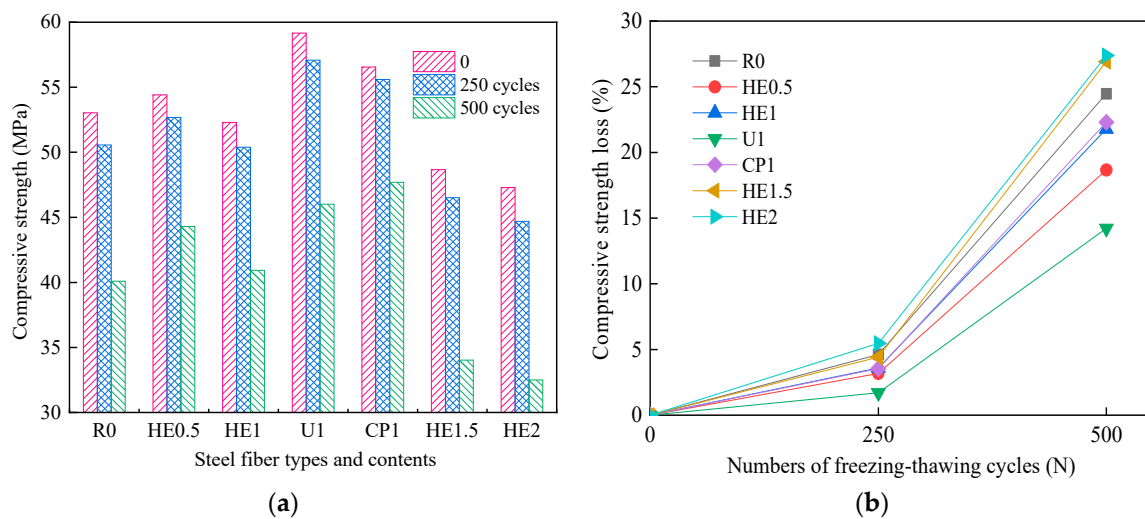 60
55
50
45
40
35
30
Compressive strength (MPa)
0
250 cycles
500 cycles
R0 HE0.5 HE1 U1 CP1 HE1.5 HE2
Steel fiber types and contents
(a)
30
25
20
15
10
5
0
Compressive strength loss (%)
R0
HE0.5
HE1
U1
CP1
HE1.5
HE2
0 250 500
Numbers of freezing-thawing cycles (N)
(b)